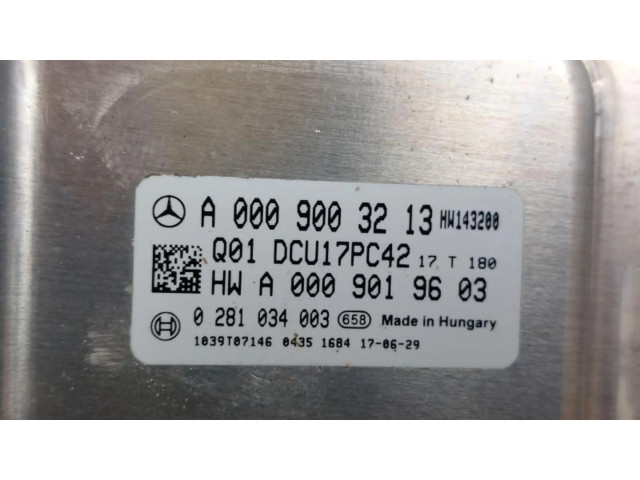 A 000 900 32 13 HW143200
Q01 DCU17PC42 17 T 180
HW A 000 901 96 03
0 281 034 003 658 Made in Hungary
1039T07146 0435 1684 17-06-29